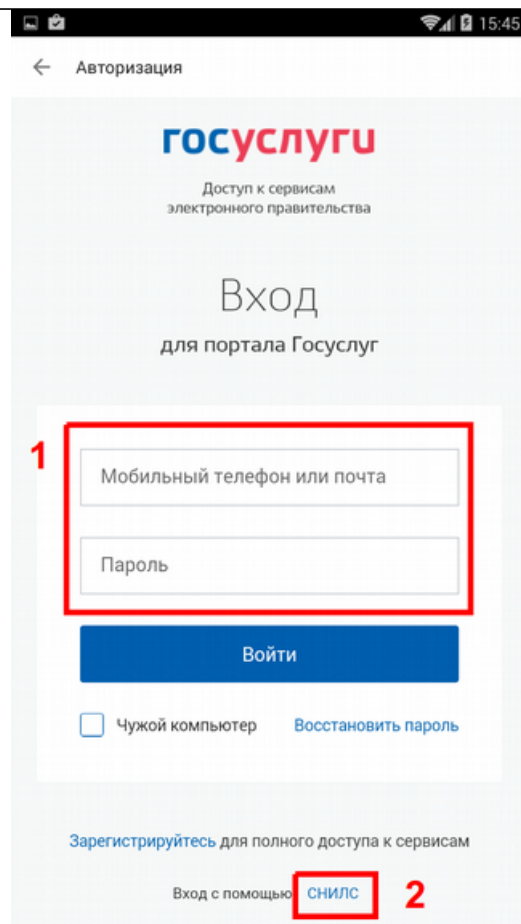 15:45
Авторизация
госуслуги
Доступ к сервисам
электронного правительства
Вход
для портала Госуслуг
1
Мобильный телефон или почта
Пароль
Войти
Чужой компьютер Восстановить пароль
Зарегистрируйтесь для полного доступа к сервисам
Вход с помощью СНИЛС 2